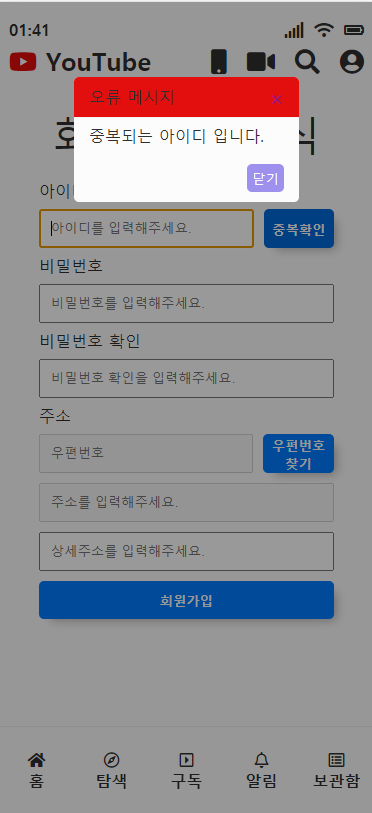 01:41
YouTube
오류 메시지
×
중복되는 아이디 입니다.
닫기
아이디를 입력해주세요.
중복확인
비밀번호
비밀번호를 입력해주세요.
비밀번호 확인
비밀번호 확인을 입력해주세요.
주소
우편번호
우편번호
찾기
주소를 입력해주세요.
상세주소를 입력해주세요.
회원가입
홈
탐색
구독
알림
보관함